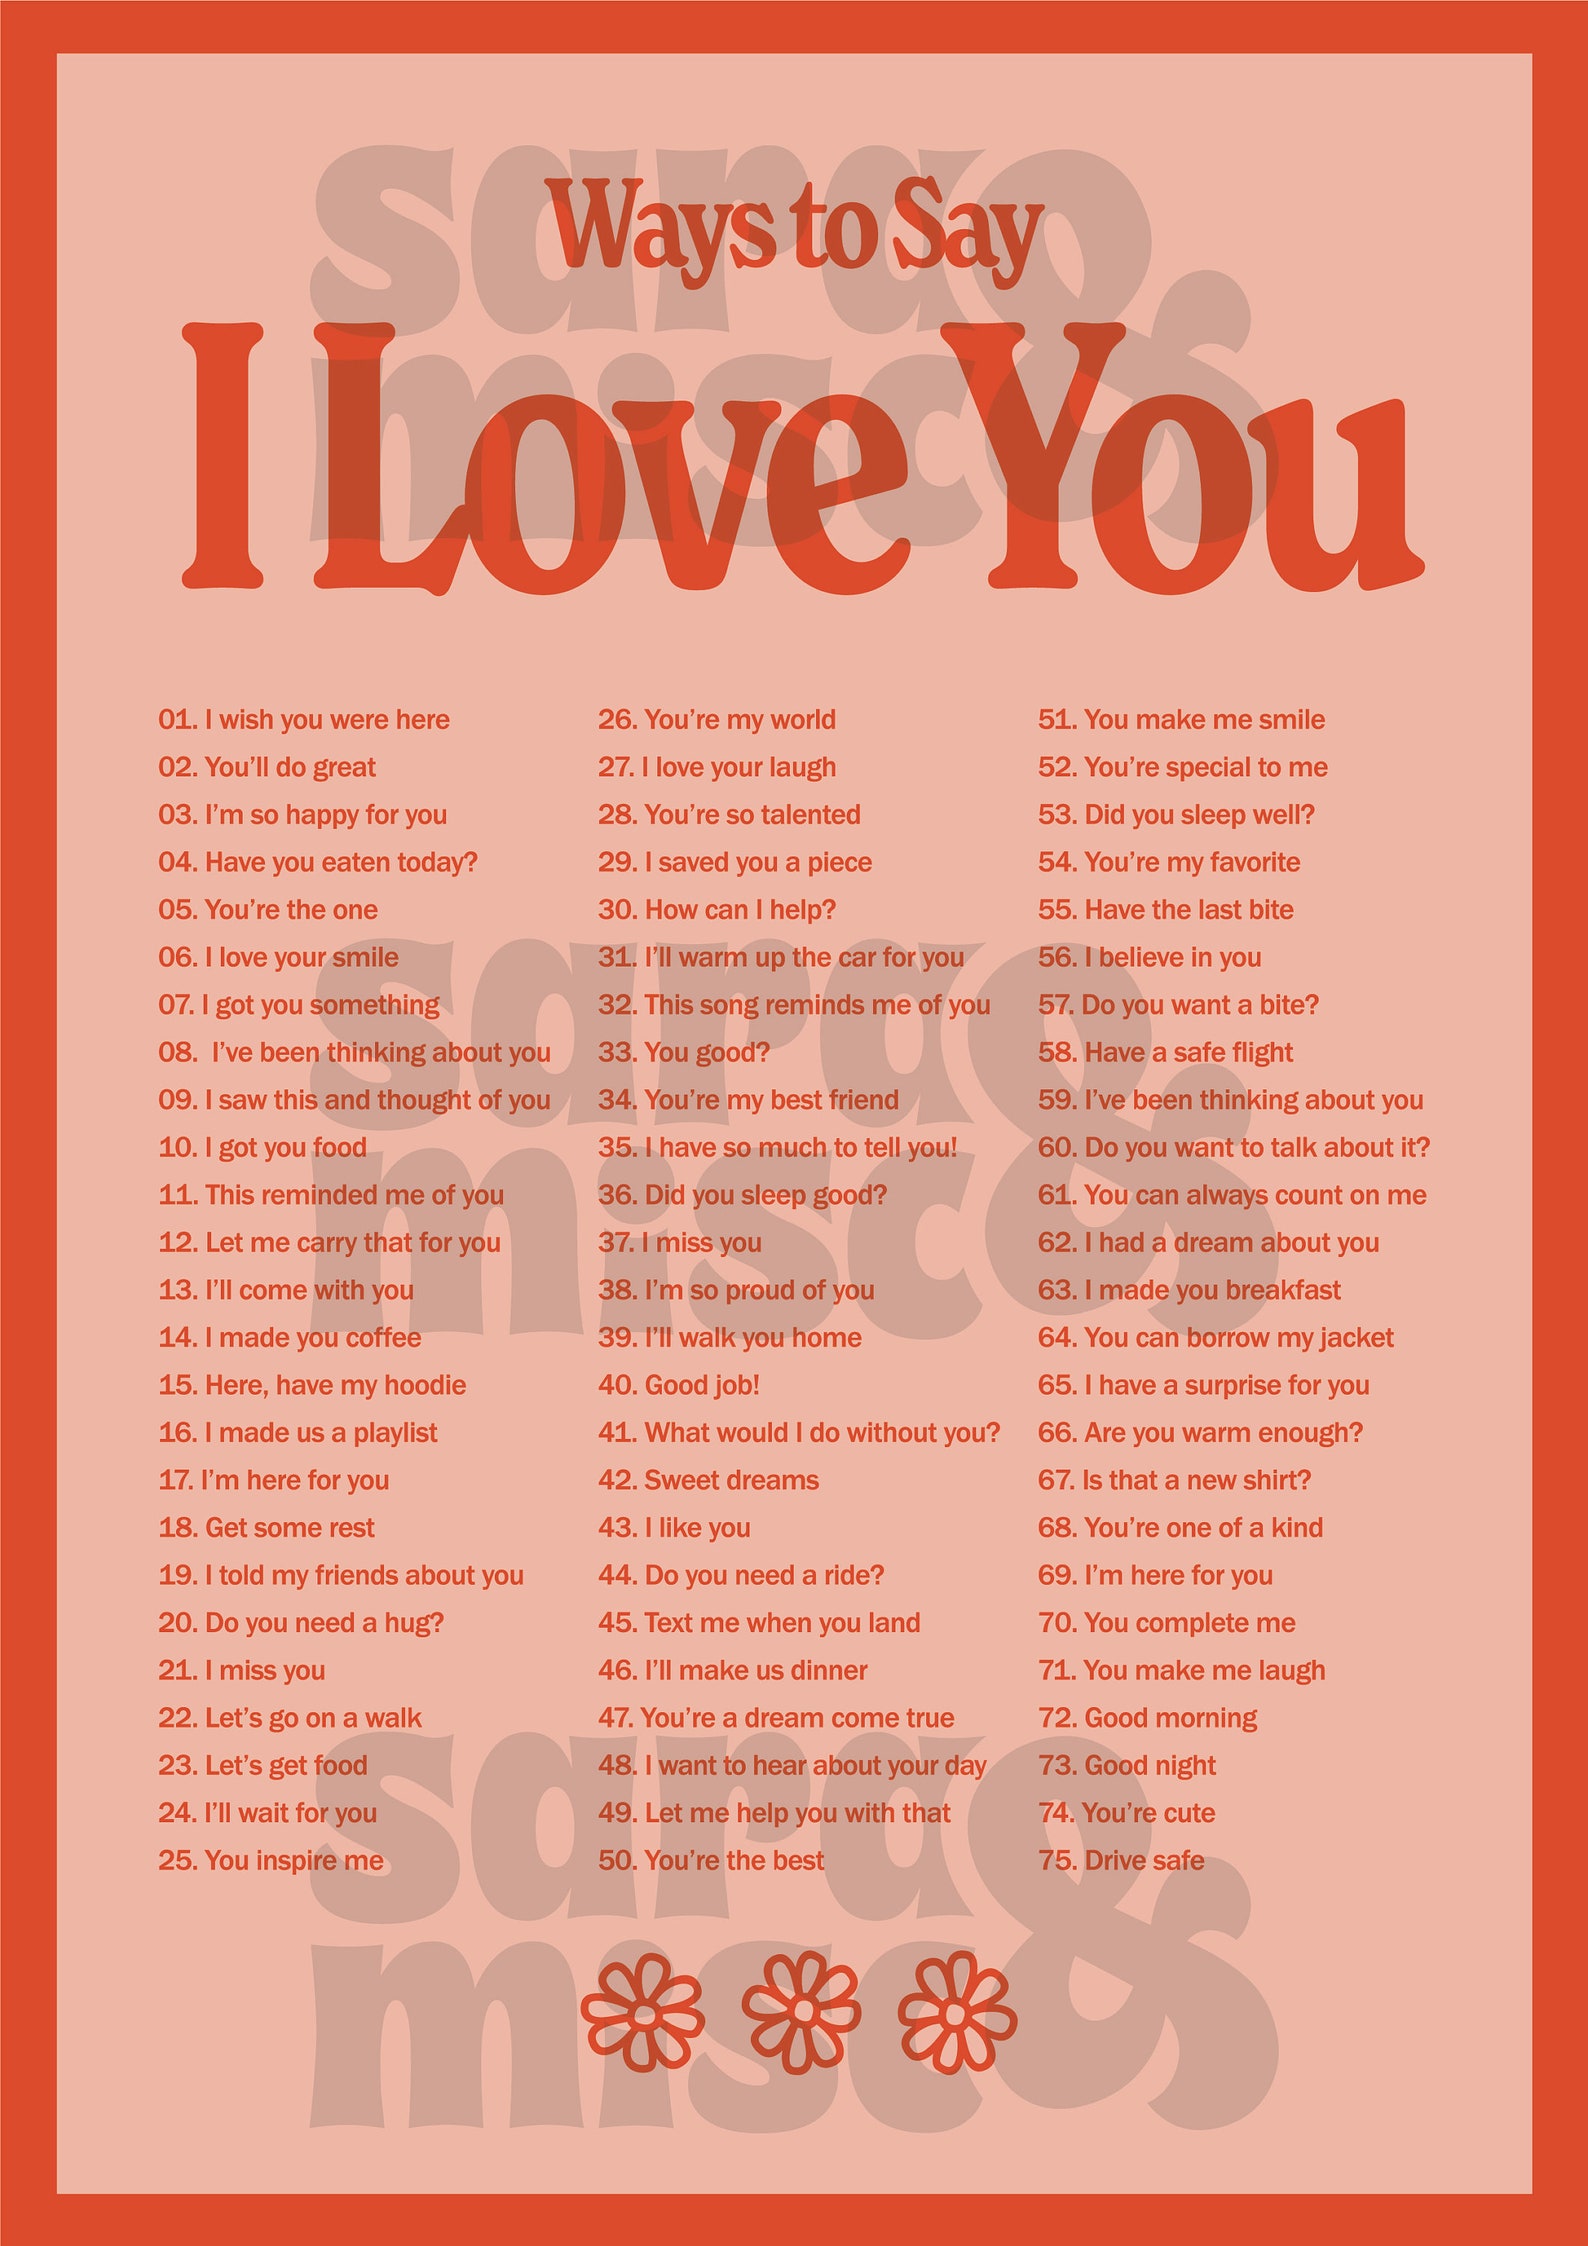 Ways to Say
I Love You
01. I wish you were here
02. You’ll do great
03. I’m so happy for you
04. Have you eaten today?
05. You’re the one
06. I love your smile
07. I got you something
08.  I’ve been thinking about you
09. I saw this and thought of you
10. I got you food
11. This reminded me of you
12. Let me carry that for you
13. I’ll come with you
14. I made you coffee
15. Here, have my hoodie
16. I made us a playlist
17. I’m here for you
18. Get some rest
19. I told my friends about you
20. Do you need a hug?
21. I miss you
22. Let’s go on a walk
23. Let’s get food
24. I’ll wait for you
25. You inspire me
26. You’re my world
27. I love your laugh
28. You’re so talented
29. I saved you a piece
30. How can I help?
31. I’ll warm up the car for you
32. This song reminds me of you
33. You good?
34. You’re my best friend
35. I have so much to tell you!
36. Did you sleep good?
37. I miss you
38. I’m so proud of you
39. I’ll walk you home
40. Good job!
41. What would I do without you?
42. Sweet dreams
43. I like you
44. Do you need a ride?
45. Text me when you land
46. I’ll make us dinner
47. You’re a dream come true
48. I want to hear about your day
49. Let me help you with that
50. You’re the best
51. You make me smile
52. You’re special to me
53. Did you sleep well?
54. You’re my favorite
55. Have the last bite
56. I believe in you
57. Do you want a bite?
58. Have a safe flight
59. I’ve been thinking about you
60. Do you want to talk about it?
61. You can always count on me
62. I had a dream about you
63. I made you breakfast
64. You can borrow my jacket
65. I have a surprise for you
66. Are you warm enough?
67. Is that a new shirt?
68. You’re one of a kind
69. I’m here for you
70. You complete me
71. You make me laugh
72. Good morning
73. Good night
74. You’re cute
75. Drive safe
sara &
misc
sara &
misc
sara &
misc